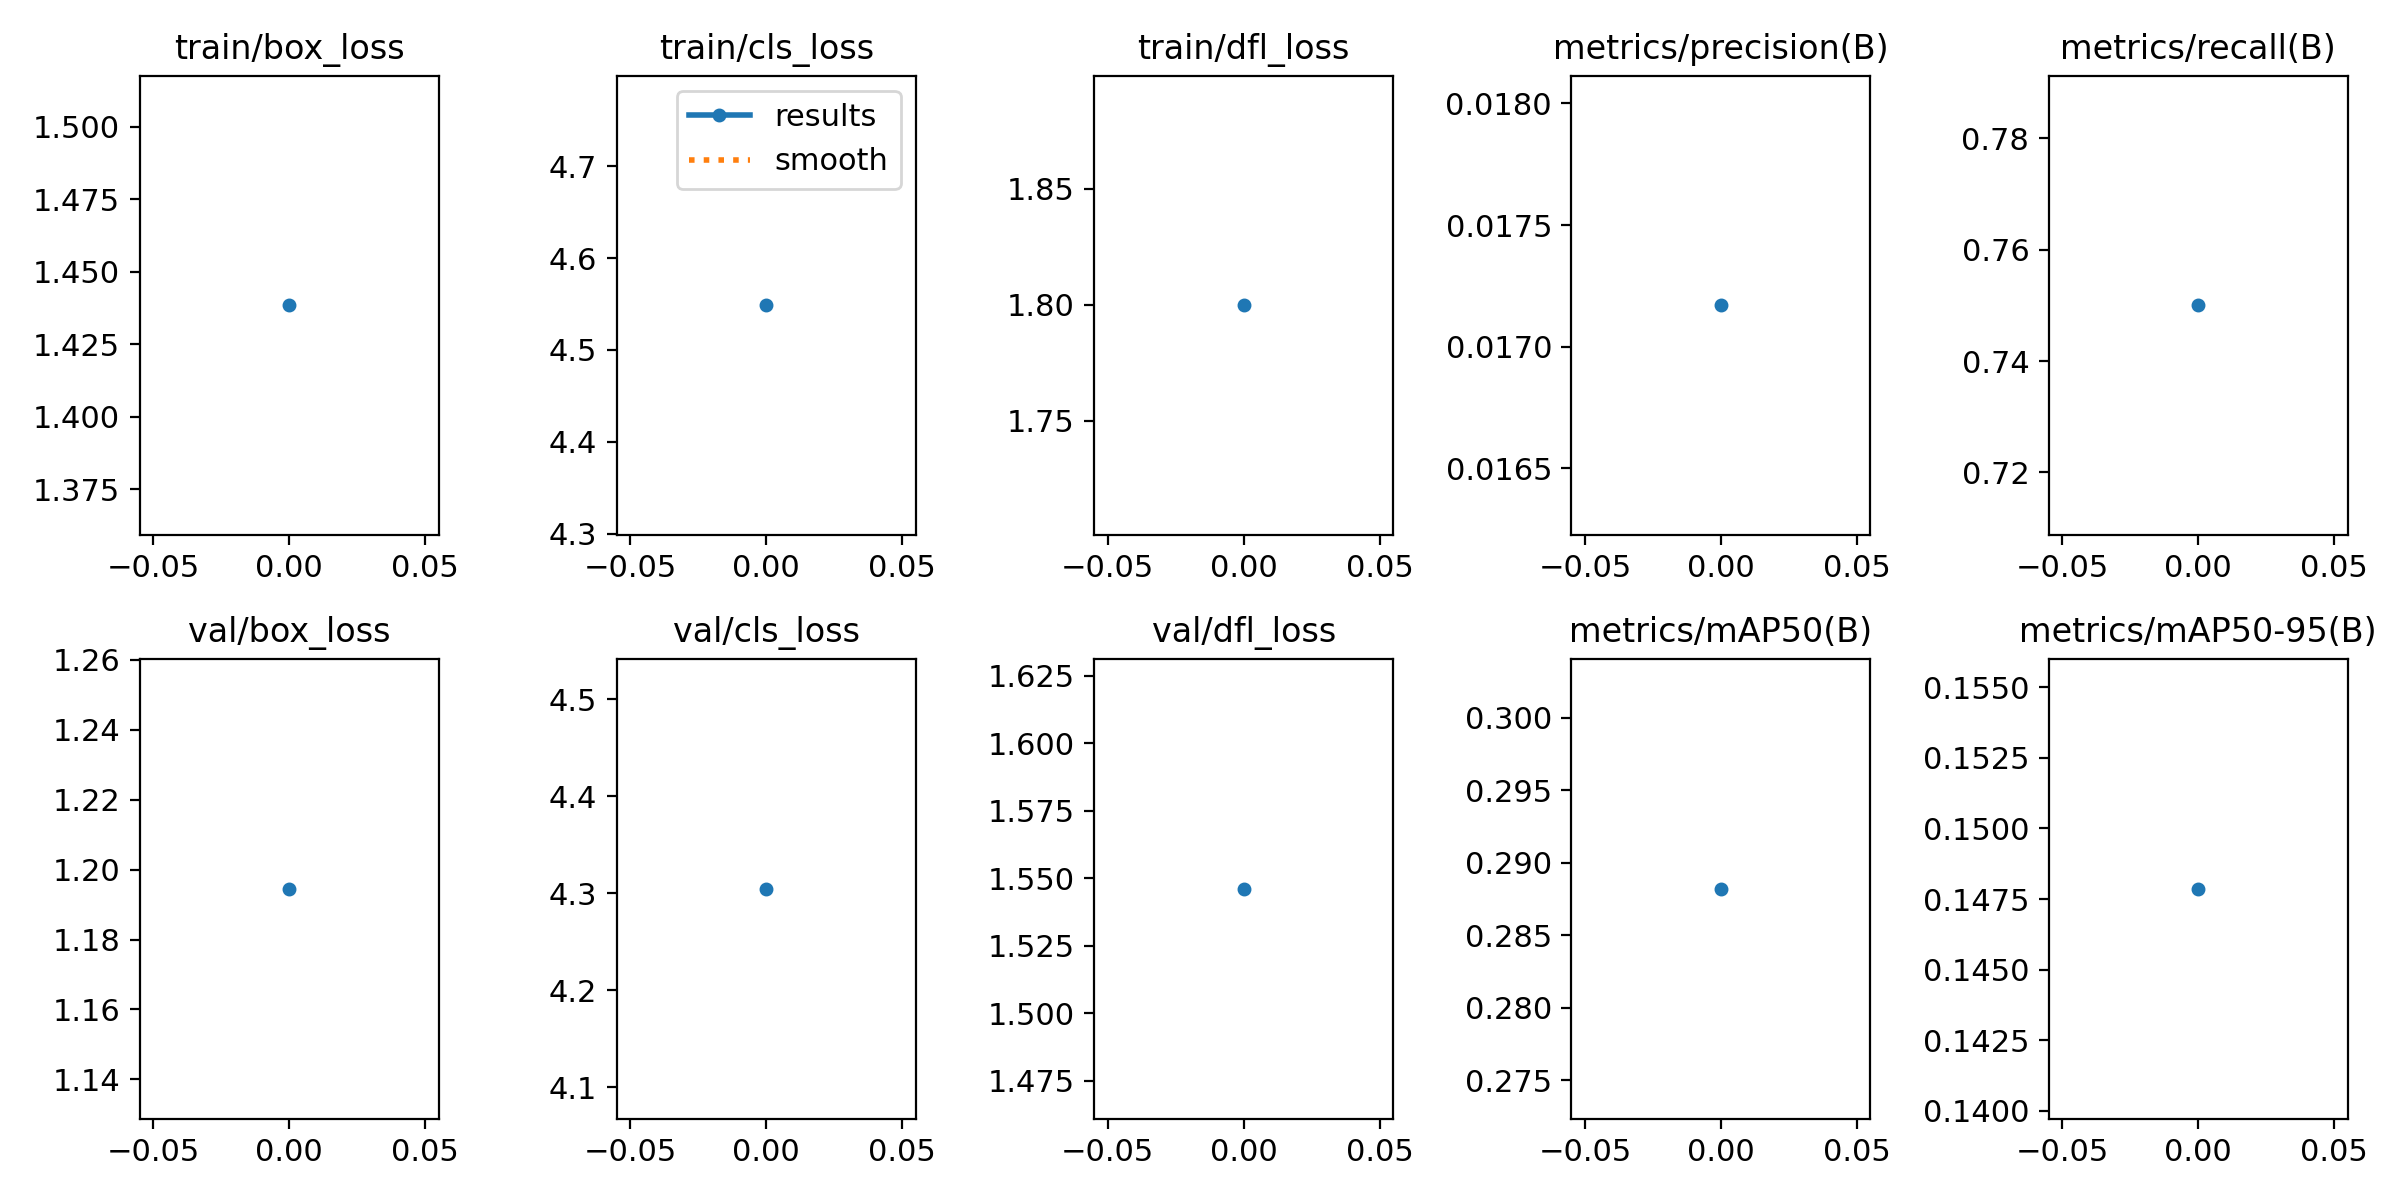 train/box_loss
1.500
1.475
1.450
1.425
1.400
1.375
−0.05 0.00 0.05
train/cls_loss
results
smooth
4.7
4.6
4.5
4.4
4.3
−0.05 0.00 0.05
train/dfl_loss
1.85
1.80
1.75
−0.05 0.00 0.05
metrics/precision(B)
0.0180
0.0175
0.0170
0.0165
−0.05 0.00 0.05
metrics/recall(B)
0.78
0.76
0.74
0.72
−0.05 0.00 0.05
val/box_loss
1.26
1.24
1.22
1.20
1.18
1.16
1.14
−0.05 0.00 0.05
val/cls_loss
4.5
4.4
4.3
4.2
4.1
−0.05 0.00 0.05
val/dfl_loss
1.625
1.600
1.575
1.550
1.525
1.500
1.475
−0.05 0.00 0.05
metrics/mAP50(B)
0.300
0.295
0.290
0.285
0.280
0.275
−0.05 0.00 0.05
metrics/mAP50-95(B)
0.1550
0.1525
0.1500
0.1475
0.1450
0.1425
0.1400
−0.05 0.00 0.05